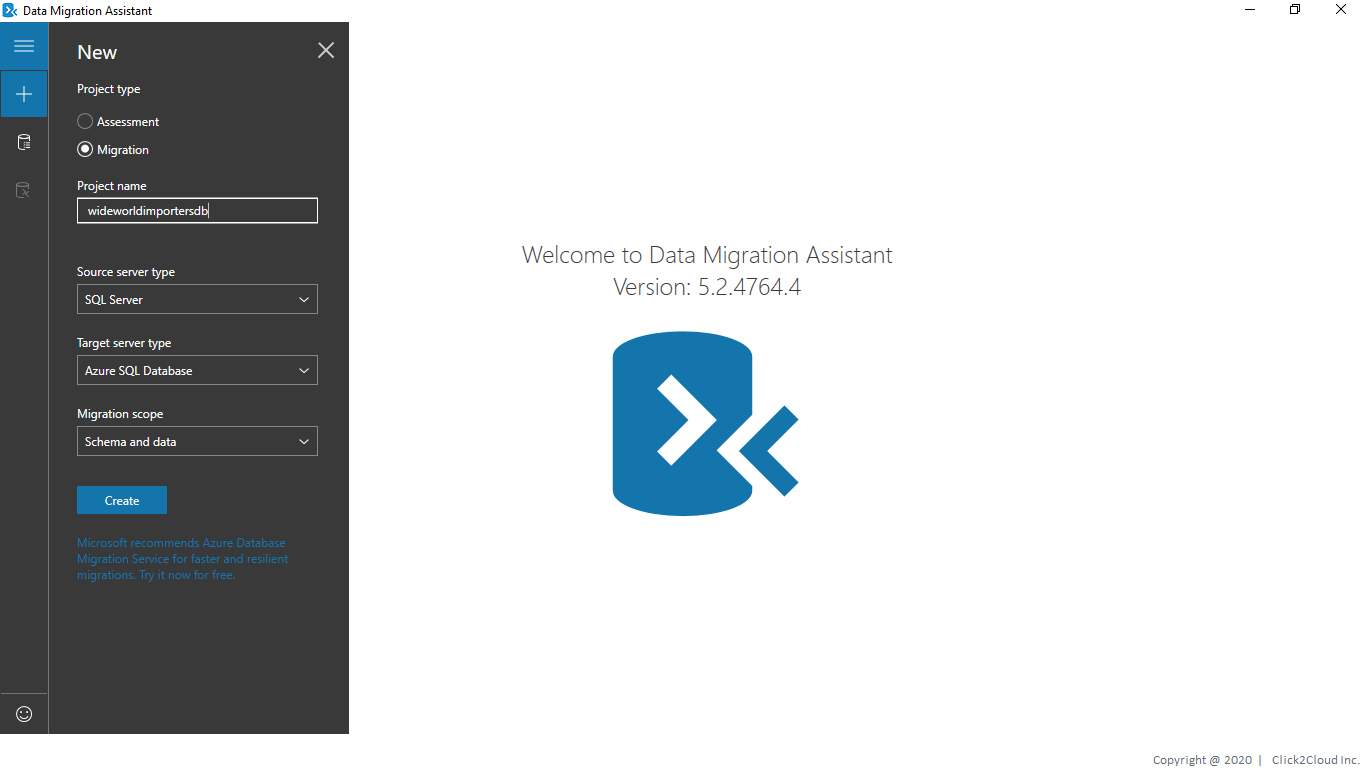 Data Migration Assistant
New
Project type
Assessment
Migration
Project name
wideworldimportersdb
Source server type
SQL Server
Target server type
Azure SQL Database
Migration scope
Schema and data
Create
Microsoft recommends Azure Database
Migration Service for faster and resilient
migrations. Try it now for free.
Welcome to Data Migration Assistant
Version: 5.2.4764.4
Copyright @ 2020 | Click2Cloud Inc.